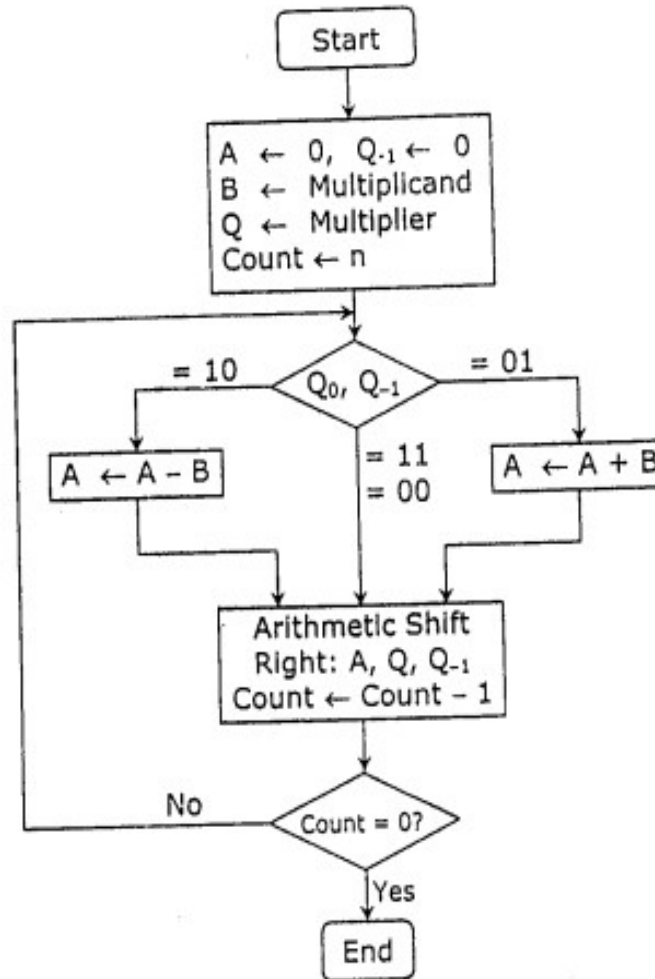 Start
A ← 0, Q₋₁ ← 0
B ← Multiplicand
Q ← Multiplier
Count ← n
= 10
Q₀, Q₋₁
= 01
A ← A – B
= 11
= 00
A ← A + B
Arithmetic Shift
Right: A, Q, Q₋₁
Count ← Count – 1
No
Count = 0?
Yes
End